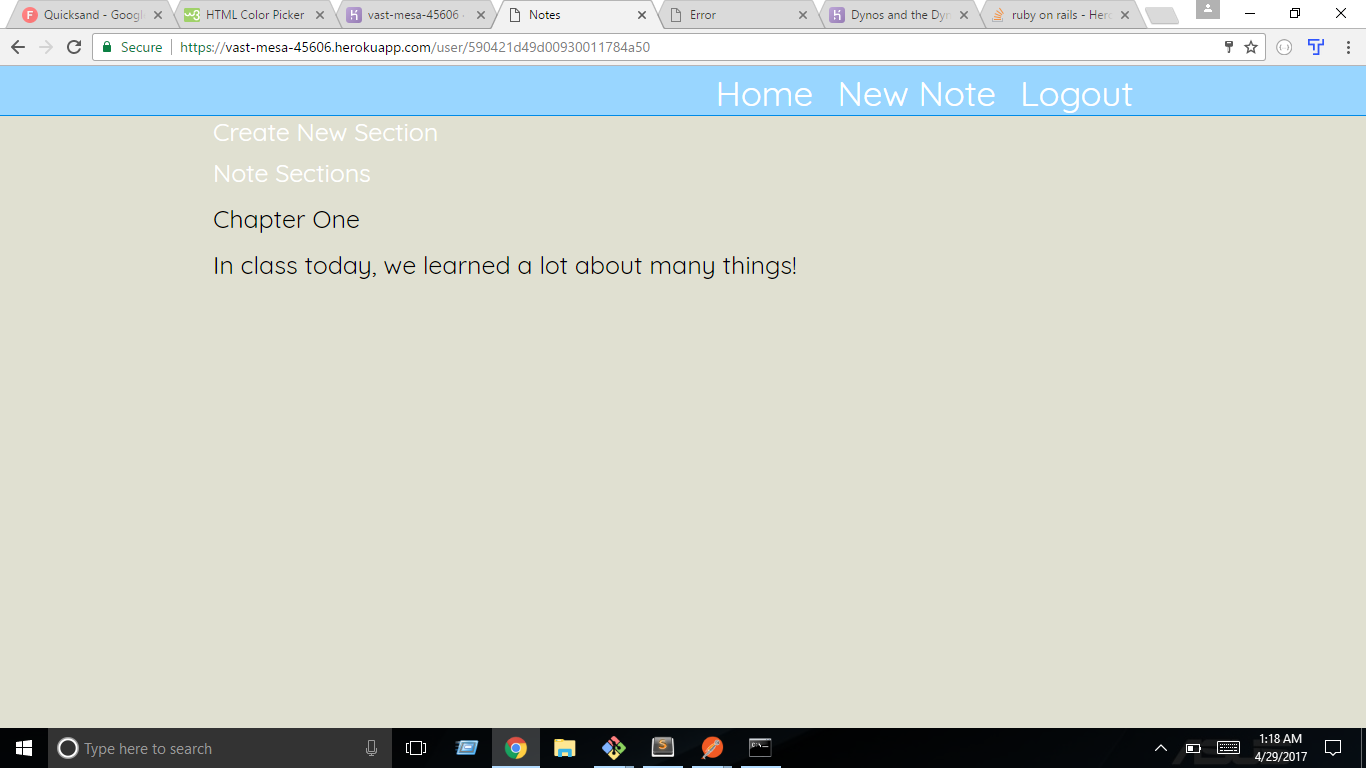 Quicksand - Googl
HTML Color Picker
vast-mesa-45606
Notes
Error
Dynos and the Dyn
ruby on rails - Her
Secure
https://vast-mesa-45606.herokuapp.com/user/590421d49d00930011784a50
Home New Note Logout
Create New Section
Note Sections
Chapter One
In class today, we learned a lot about many things!
Type here to search
1:18 AM
4/29/2017